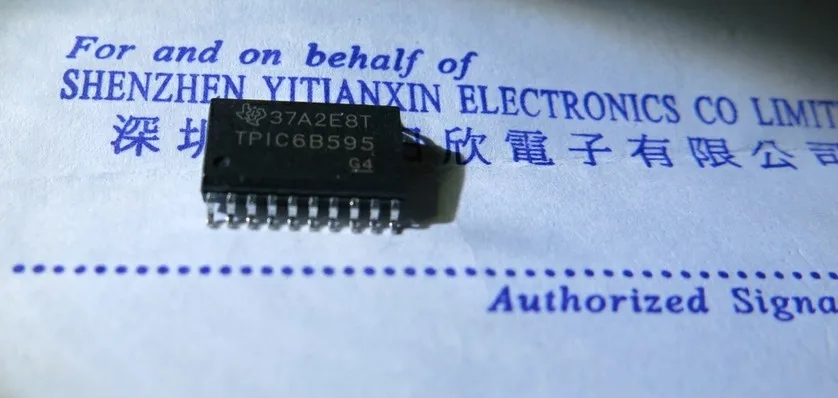 For and on behalf of
SHENZHEN YITIANXIN ELECTRONICS CO LIMIT
深圳 欣電子有限公司
37A2E8T
TPIC6B595
G4
Authorized Signa